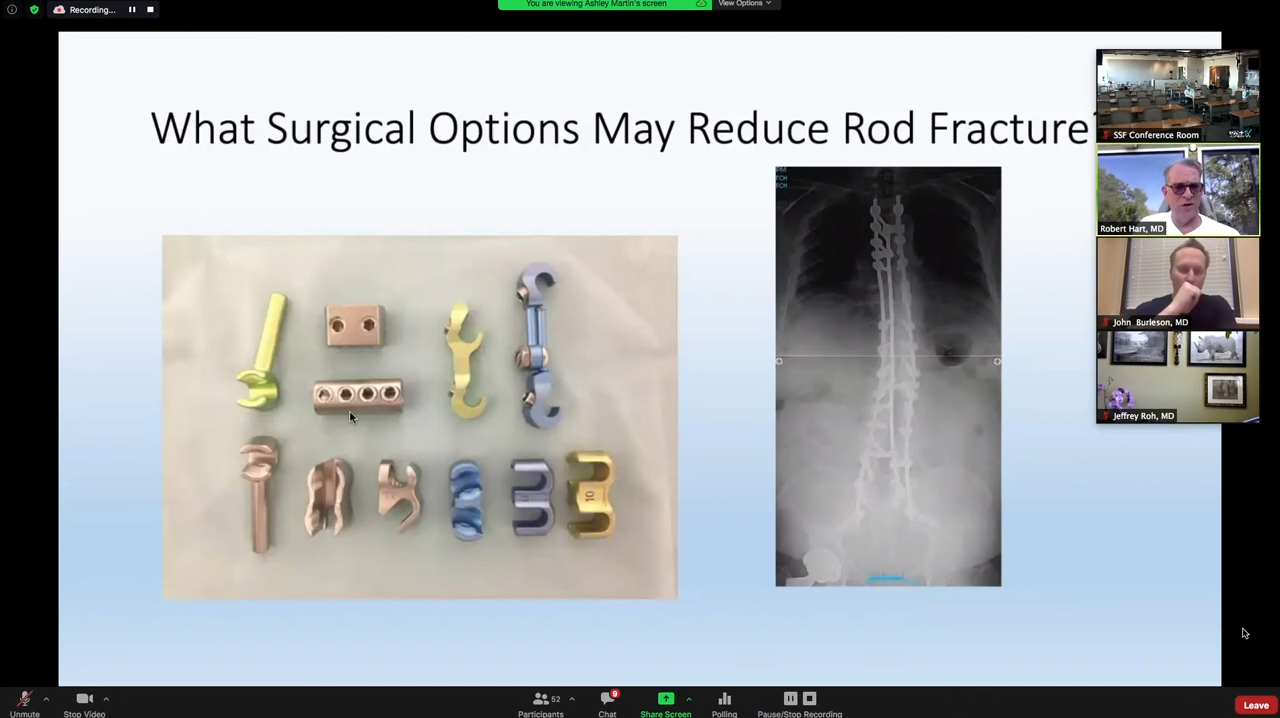 Recording...
You are viewing Ashley Martin's screen
View Options
What Surgical Options May Reduce Rod Fracture
SSF Conference Room
Robert Hart, MD
John Burleson, MD
Jeffrey Roh, MD
10
Unmute
Stop Video
52
Participants
9
Chat
Share Screen
Polling
Pause/Stop Recording
Leave